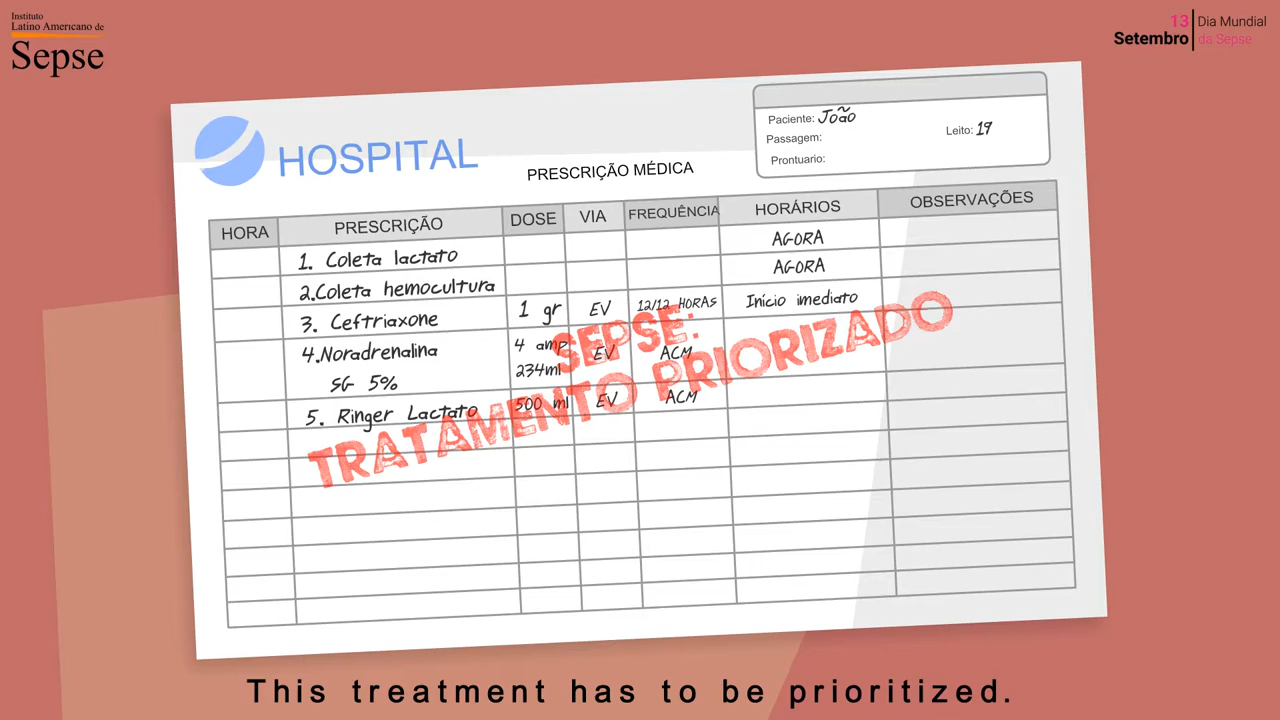 Instituto
Latino Americano de
Sepse
13 Dia Mundial
Setembro da Sepse
HOSPITAL
PRESCRIÇÃO MÉDICA
Paciente: João
Passagem:
Leito: 19
Prontuario:
HORA PRESCRIÇÃO DOSE VIA FREQUÊNCIA HORÁRIOS OBSERVAÇÕES
1. Coleta lactato AGORA
2.Coleta hemocultura AGORA
3. Ceftriaxone 1 gr EV 12/12 HORAS Início imediato
4.Noradrenalina 4 amp EV ACM
SG 5% 234ml
5. Ringer Lactato 500 ml EV ACM
SEPSE:
TRATAMENTO PRIORIZADO
This treatment has to be prioritized.